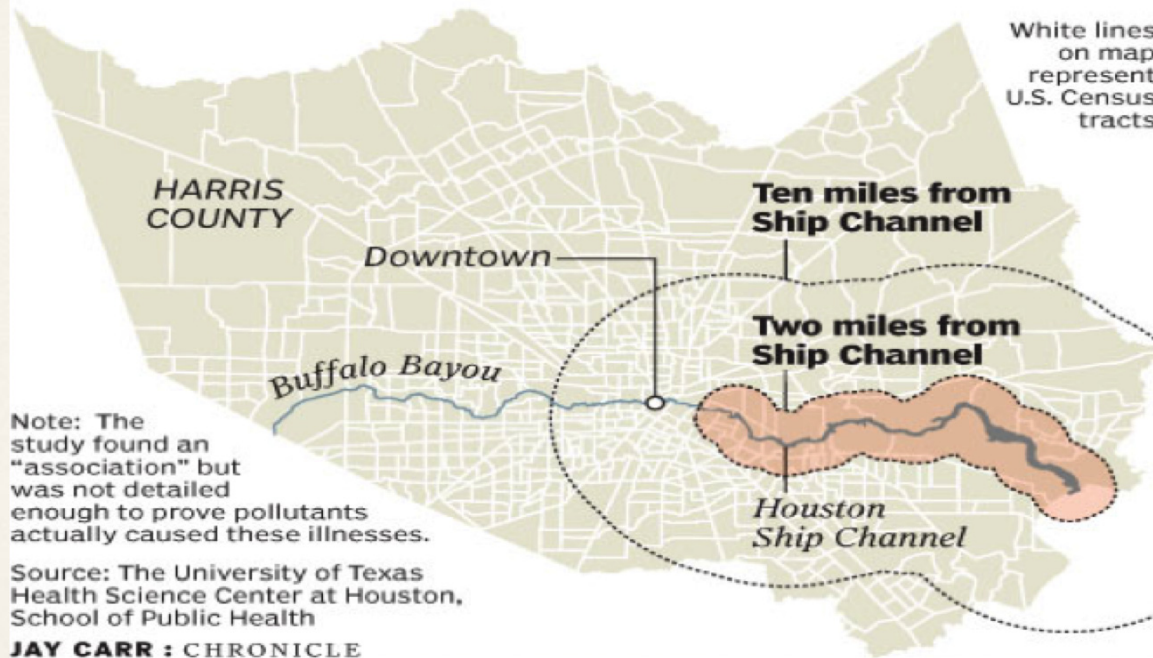 White lines
on map
represent
U.S. Census
tracts
HARRIS
COUNTY
Ten miles from
Ship Channel
Downtown
Two miles from
Ship Channel
Buffalo Bayou
Houston
Ship Channel
Note: The
study found an
"association" but
was not detailed
enough to prove pollutants
actually caused these illnesses.
Source: The University of Texas
Health Science Center at Houston,
School of Public Health
JAY CARR : CHRONICLE